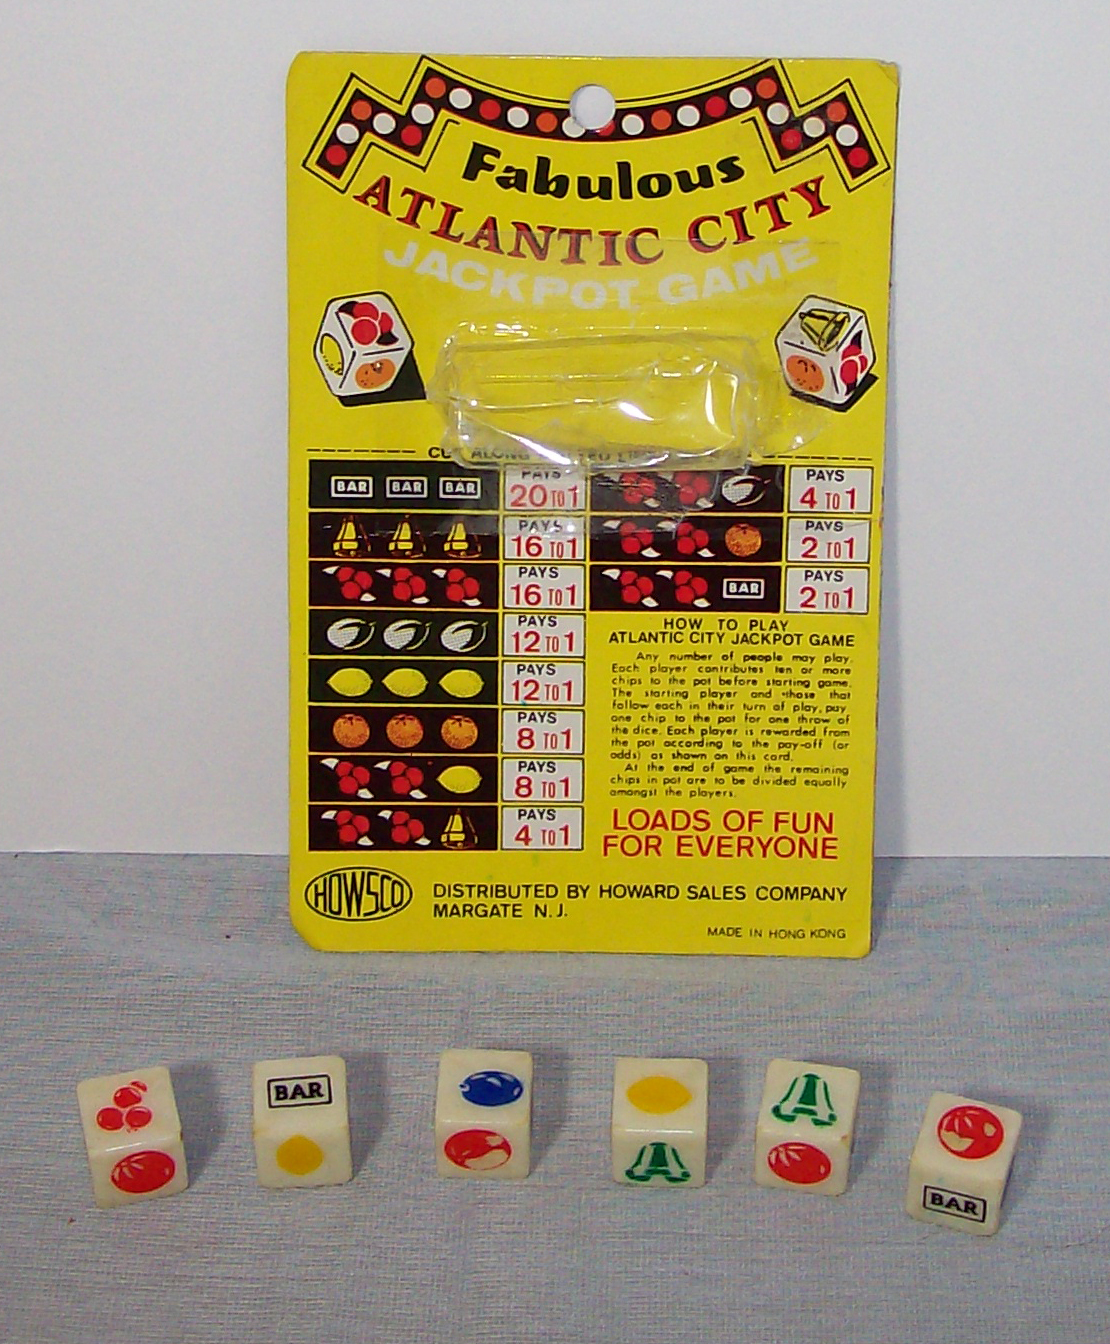 Fabulous
ATLANTIC CITY
JACKPOT GAME
CUT ALONG DOTTED LINE
BAR BAR BAR PAYS 20 TO 1
PAYS 4 TO 1
PAYS 16 TO 1
PAYS 2 TO 1
PAYS 16 TO 1
BAR PAYS 2 TO 1
PAYS 12 TO 1
PAYS 12 TO 1
PAYS 8 TO 1
PAYS 8 TO 1
PAYS 4 TO 1
HOW TO PLAY
ATLANTIC CITY JACKPOT GAME
Any number of people may play.
Each player contributes ten or more
chips to the pot before starting game.
The starting player and those that
follow each in their turn of play, pay
one chip to the pot for one throw of
the dice. Each player is rewarded from
the pot according to the pay-off (or
odds) as shown on this card.
At the end of game the remaining
chips in pot are to be divided equally
amongst the players.
LOADS OF FUN
FOR EVERYONE
HOWSCO
DISTRIBUTED BY HOWARD SALES COMPANY
MARGATE N.J.
MADE IN HONG KONG
BAR
BAR